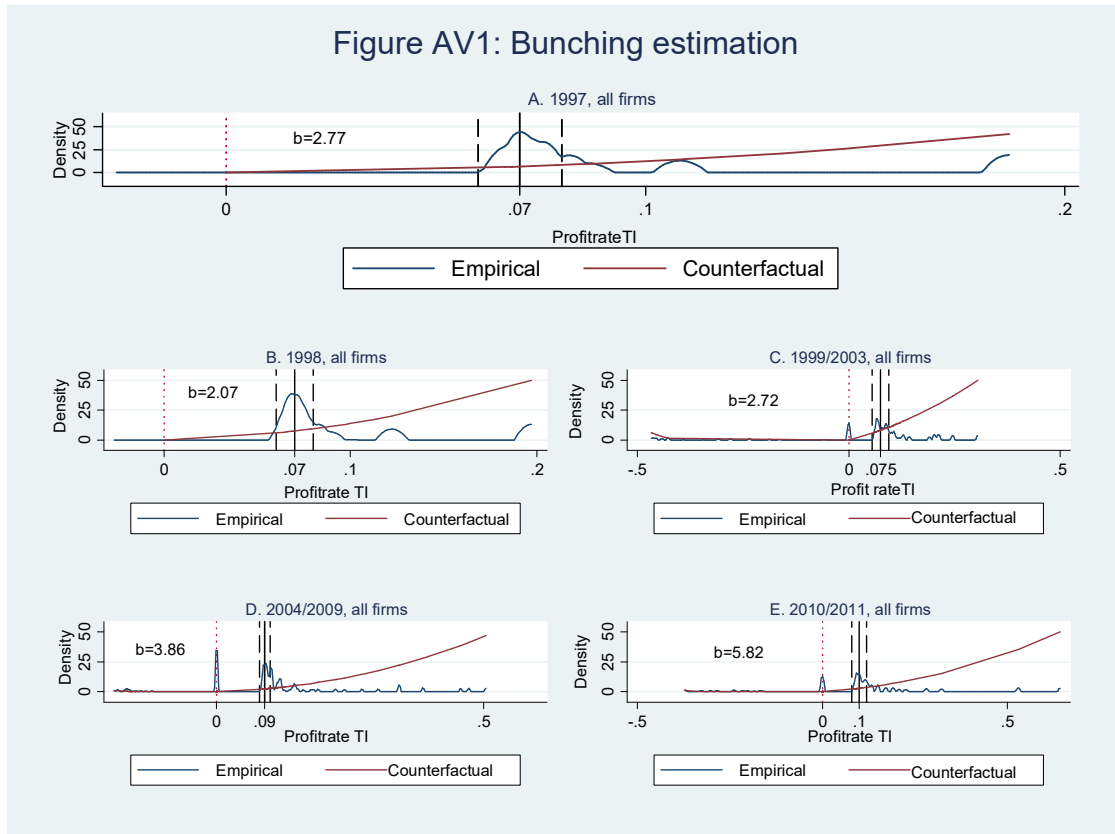 Figure AV1: Bunching estimation
A. 1997, all firms
Density
50
25
0
b=2.77
0
.07
.1
.2
ProfitrateTI
Empirical
Counterfactual
B. 1998, all firms
Density
50
25
0
b=2.07
0
.07
.1
.2
Profitrate TI
Empirical
Counterfactual
C. 1999/2003, all firms
Density
50
25
0
b=2.72
-.5
0
.075
.5
Profit rateTI
Empirical
Counterfactual
D. 2004/2009, all firms
Density
50
25
0
b=3.86
0
.09
.5
Profitrate TI
Empirical
Counterfactual
E. 2010/2011, all firms
Density
50
25
0
b=5.82
-.5
0
.1
.5
Profitrate TI
Empirical
Counterfactual